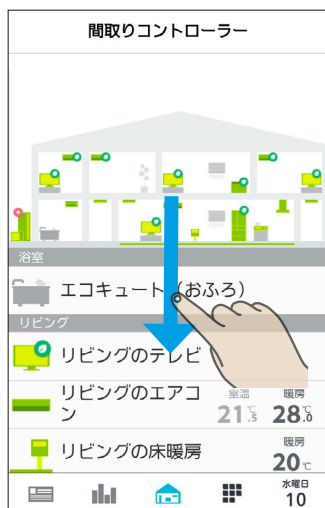 間取りコントローラー
浴室
エコキュート（おふろ）
リビング
リビングのテレビ
リビングのエアコン
室温 暖房
21.5℃ 28.0℃
リビングの床暖房
暖房
20℃
水曜日
10